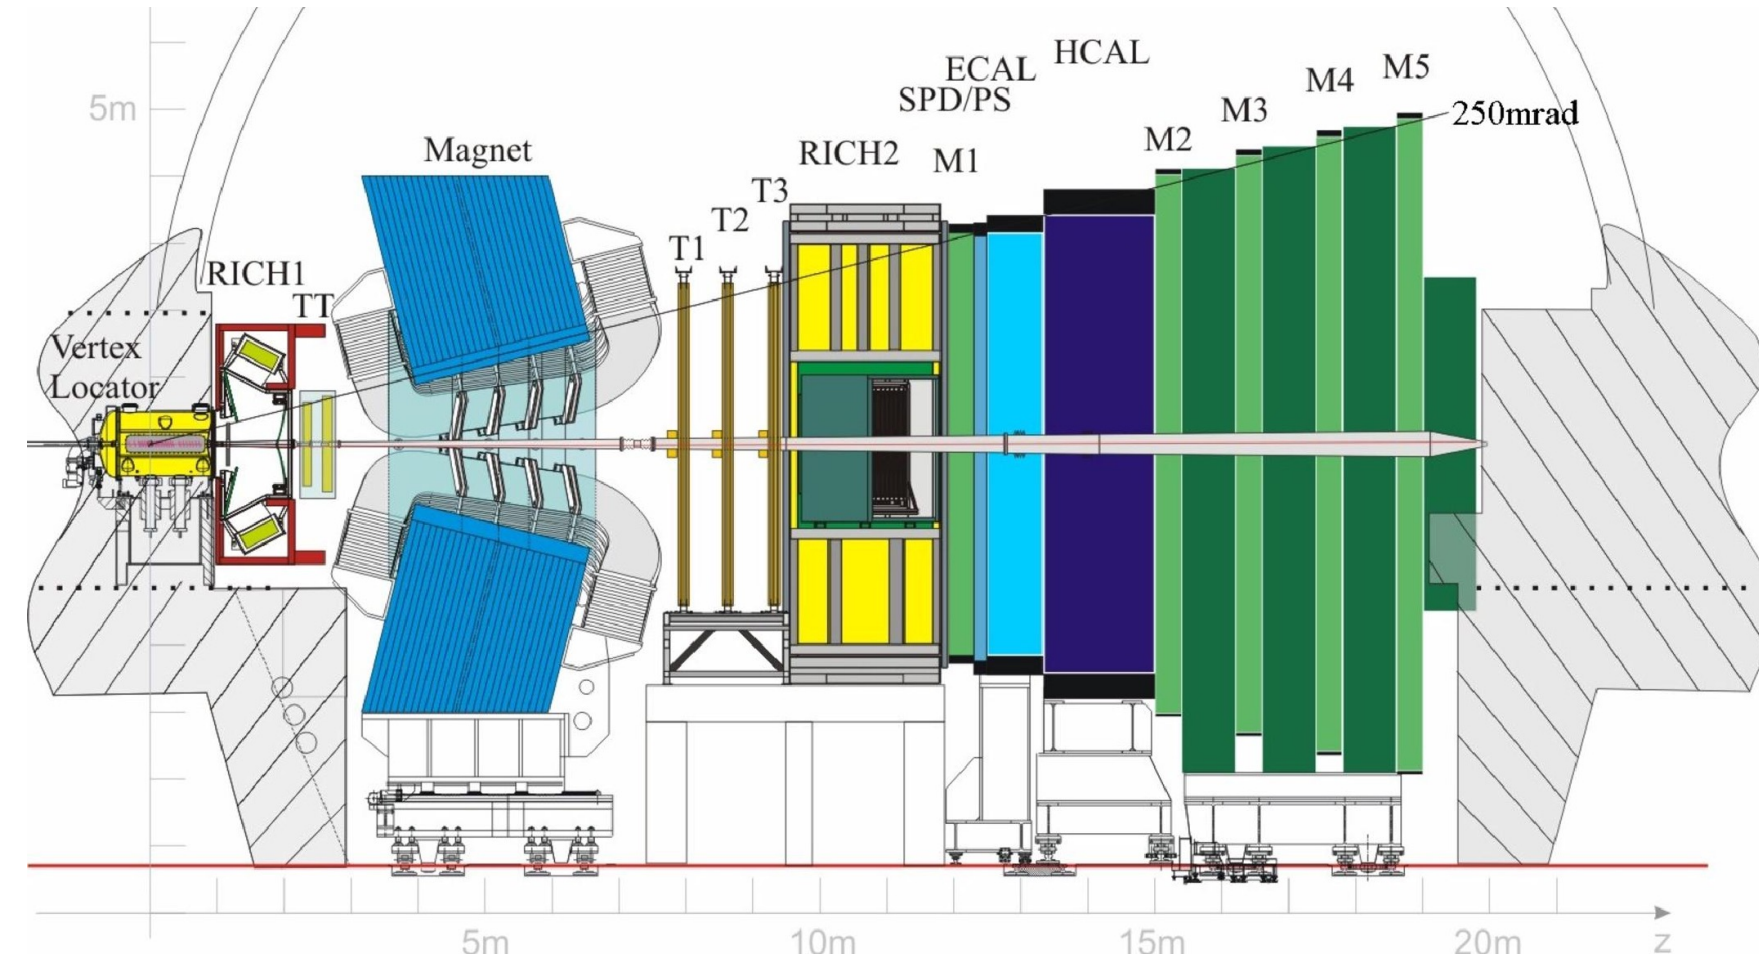 HCAL
ECAL
SPD/PS
M5
M4
M3
M2
250mrad
5m
Magnet
RICH2
M1
T3
T2
T1
RICH1
TT
Vertex
Locator
5m
10m
15m
20m
z